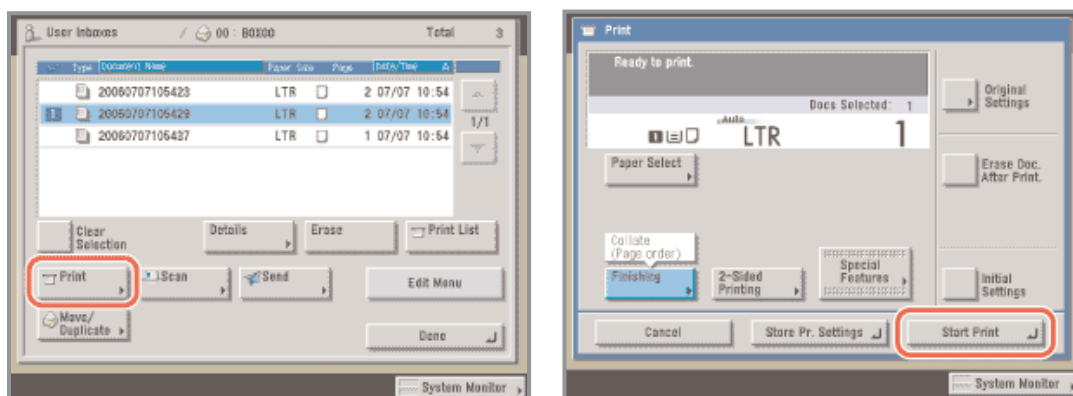 User Inboxes / 00 : BOX00 Total 3
Type Document Name Paper Size Page Date/Time
20060707105423 LTR 2 07/07 10:54
1 20060707105429 LTR 2 07/07 10:54
20060707105437 LTR 1 07/07 10:54
1/1
Clear
Selection
Details
Erase
Print List
Print
Scan
Send
Edit Menu
Move/
Duplicate
Done
System Monitor
Print
Ready to print.
Docs Selected: 1
Auto
1 LTR 1
Paper Select
Collate
(Page order)
Finishing
2-Sided
Printing
Special
Features
Original
Settings
Erase Doc.
After Print.
Initial
Settings
Cancel
Store Pr. Settings
Start Print
System Monitor